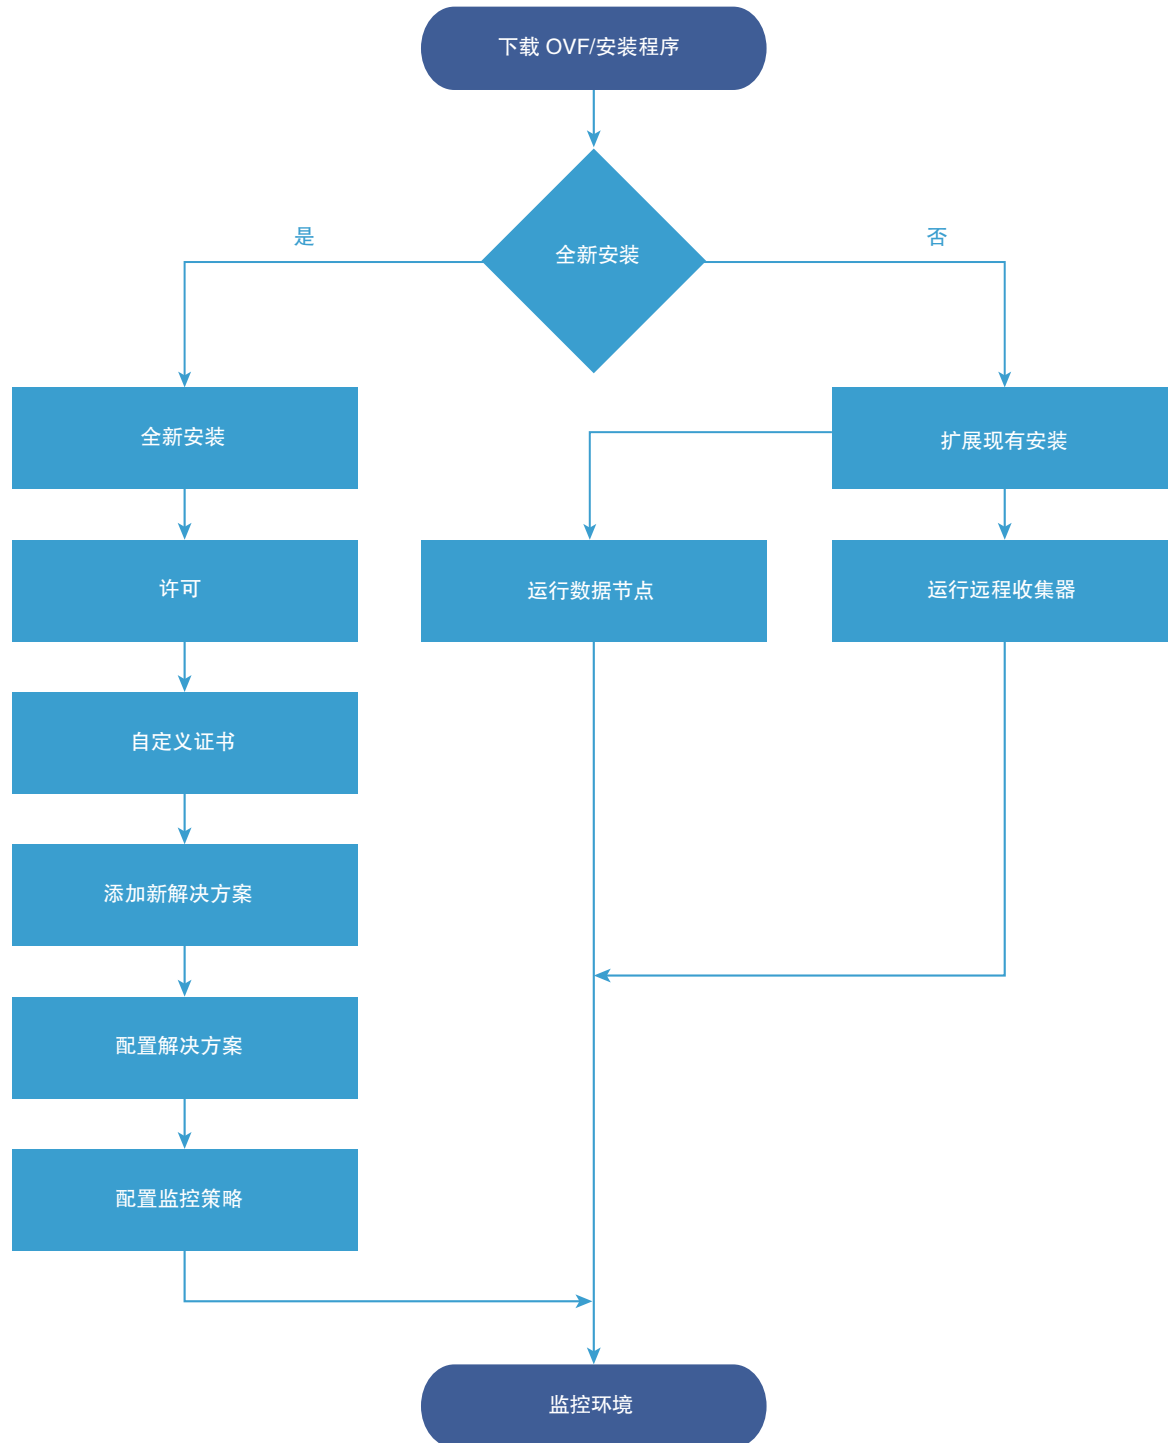 下载 OVF/安装程序
全新安装
是
否
全新安装
扩展现有安装
许可
运行数据节点
运行远程收集器
自定义证书
添加新解决方案
配置解决方案
配置监控策略
监控环境